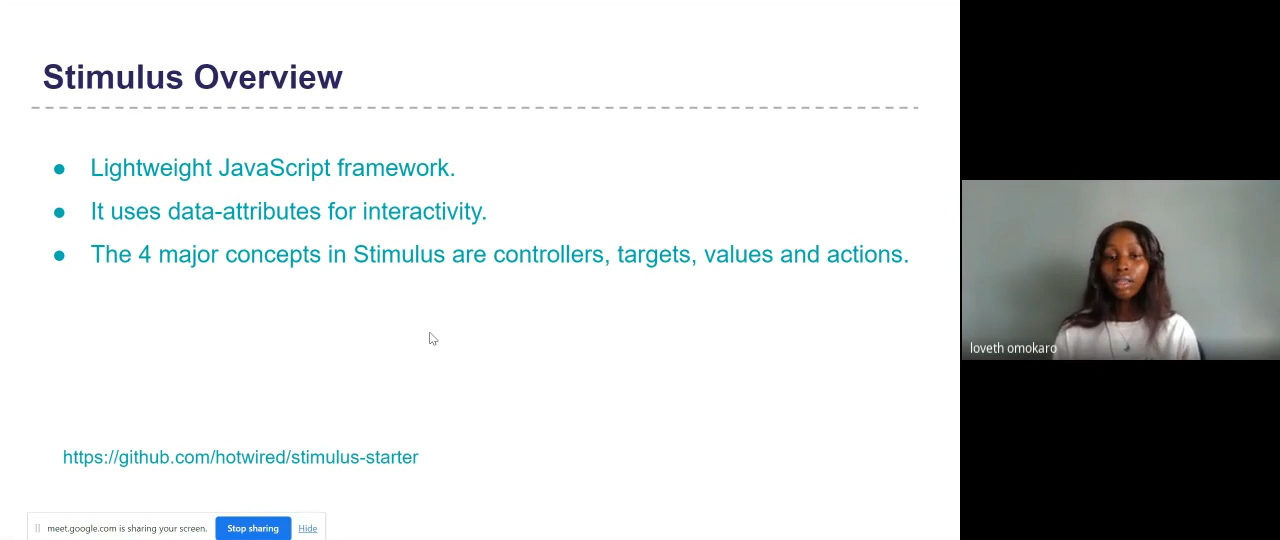 Stimulus Overview
● Lightweight JavaScript framework.
● It uses data-attributes for interactivity.
● The 4 major concepts in Stimulus are controllers, targets, values and actions.
loveth omokaro
https://github.com/hotwired/stimulus-starter
meet.google.com is sharing your screen. Stop sharing Hide